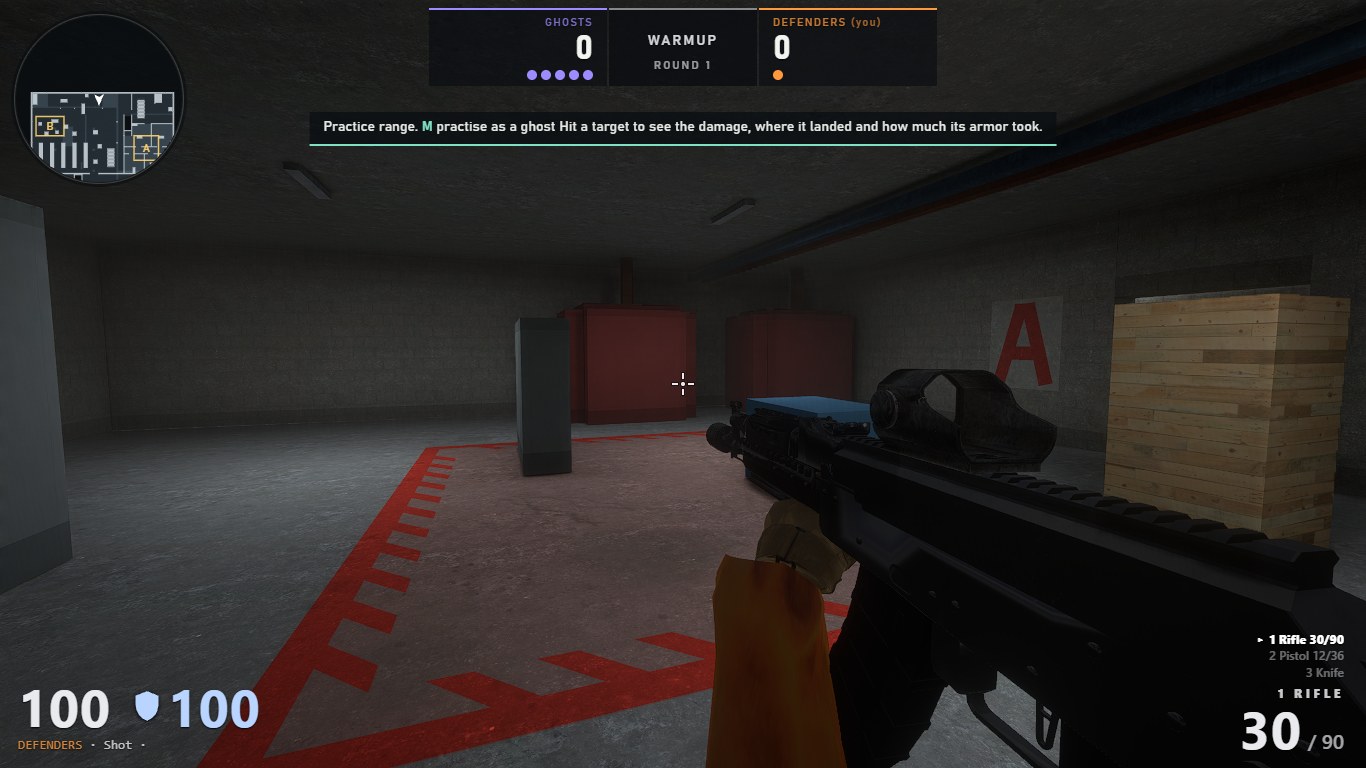 GHOSTS
0
WARMUP
ROUND 1
DEFENDERS (you)
0
B
A
Practice range. M practise as a ghost Hit a target to see the damage, where it landed and how much its armor took.
A
1 Rifle 30/90
2 Pistol 12/36
3 Knife
1 RIFLE
30 / 90
100 100
DEFENDERS · Shot ·